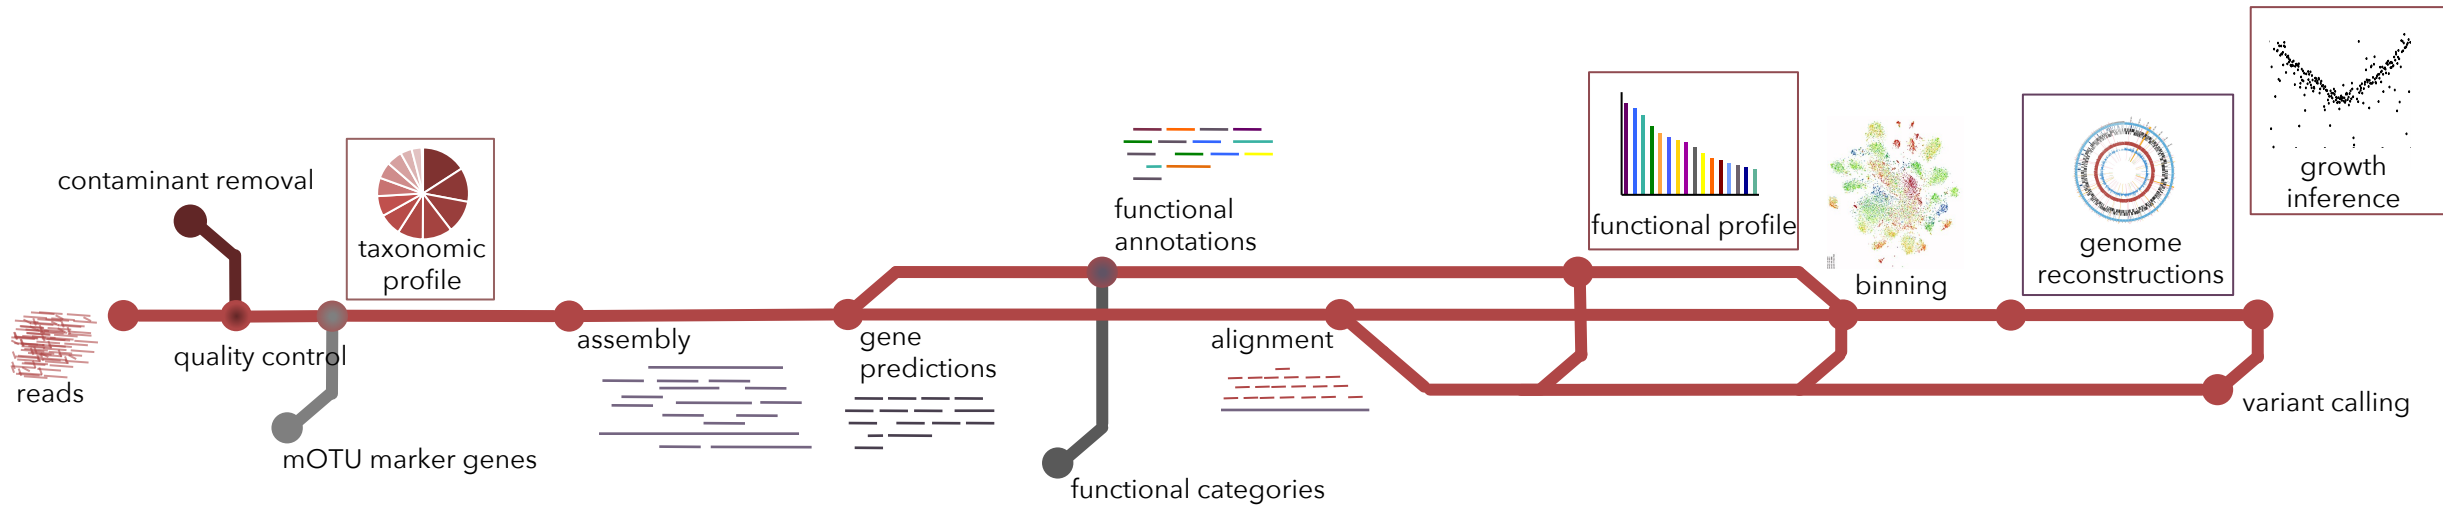 contaminant removal
reads
quality control
mOTU marker genes
taxonomic
profile
assembly
gene
predictions
functional
annotations
functional categories
alignment
functional profile
binning
genome
reconstructions
growth
inference
variant calling